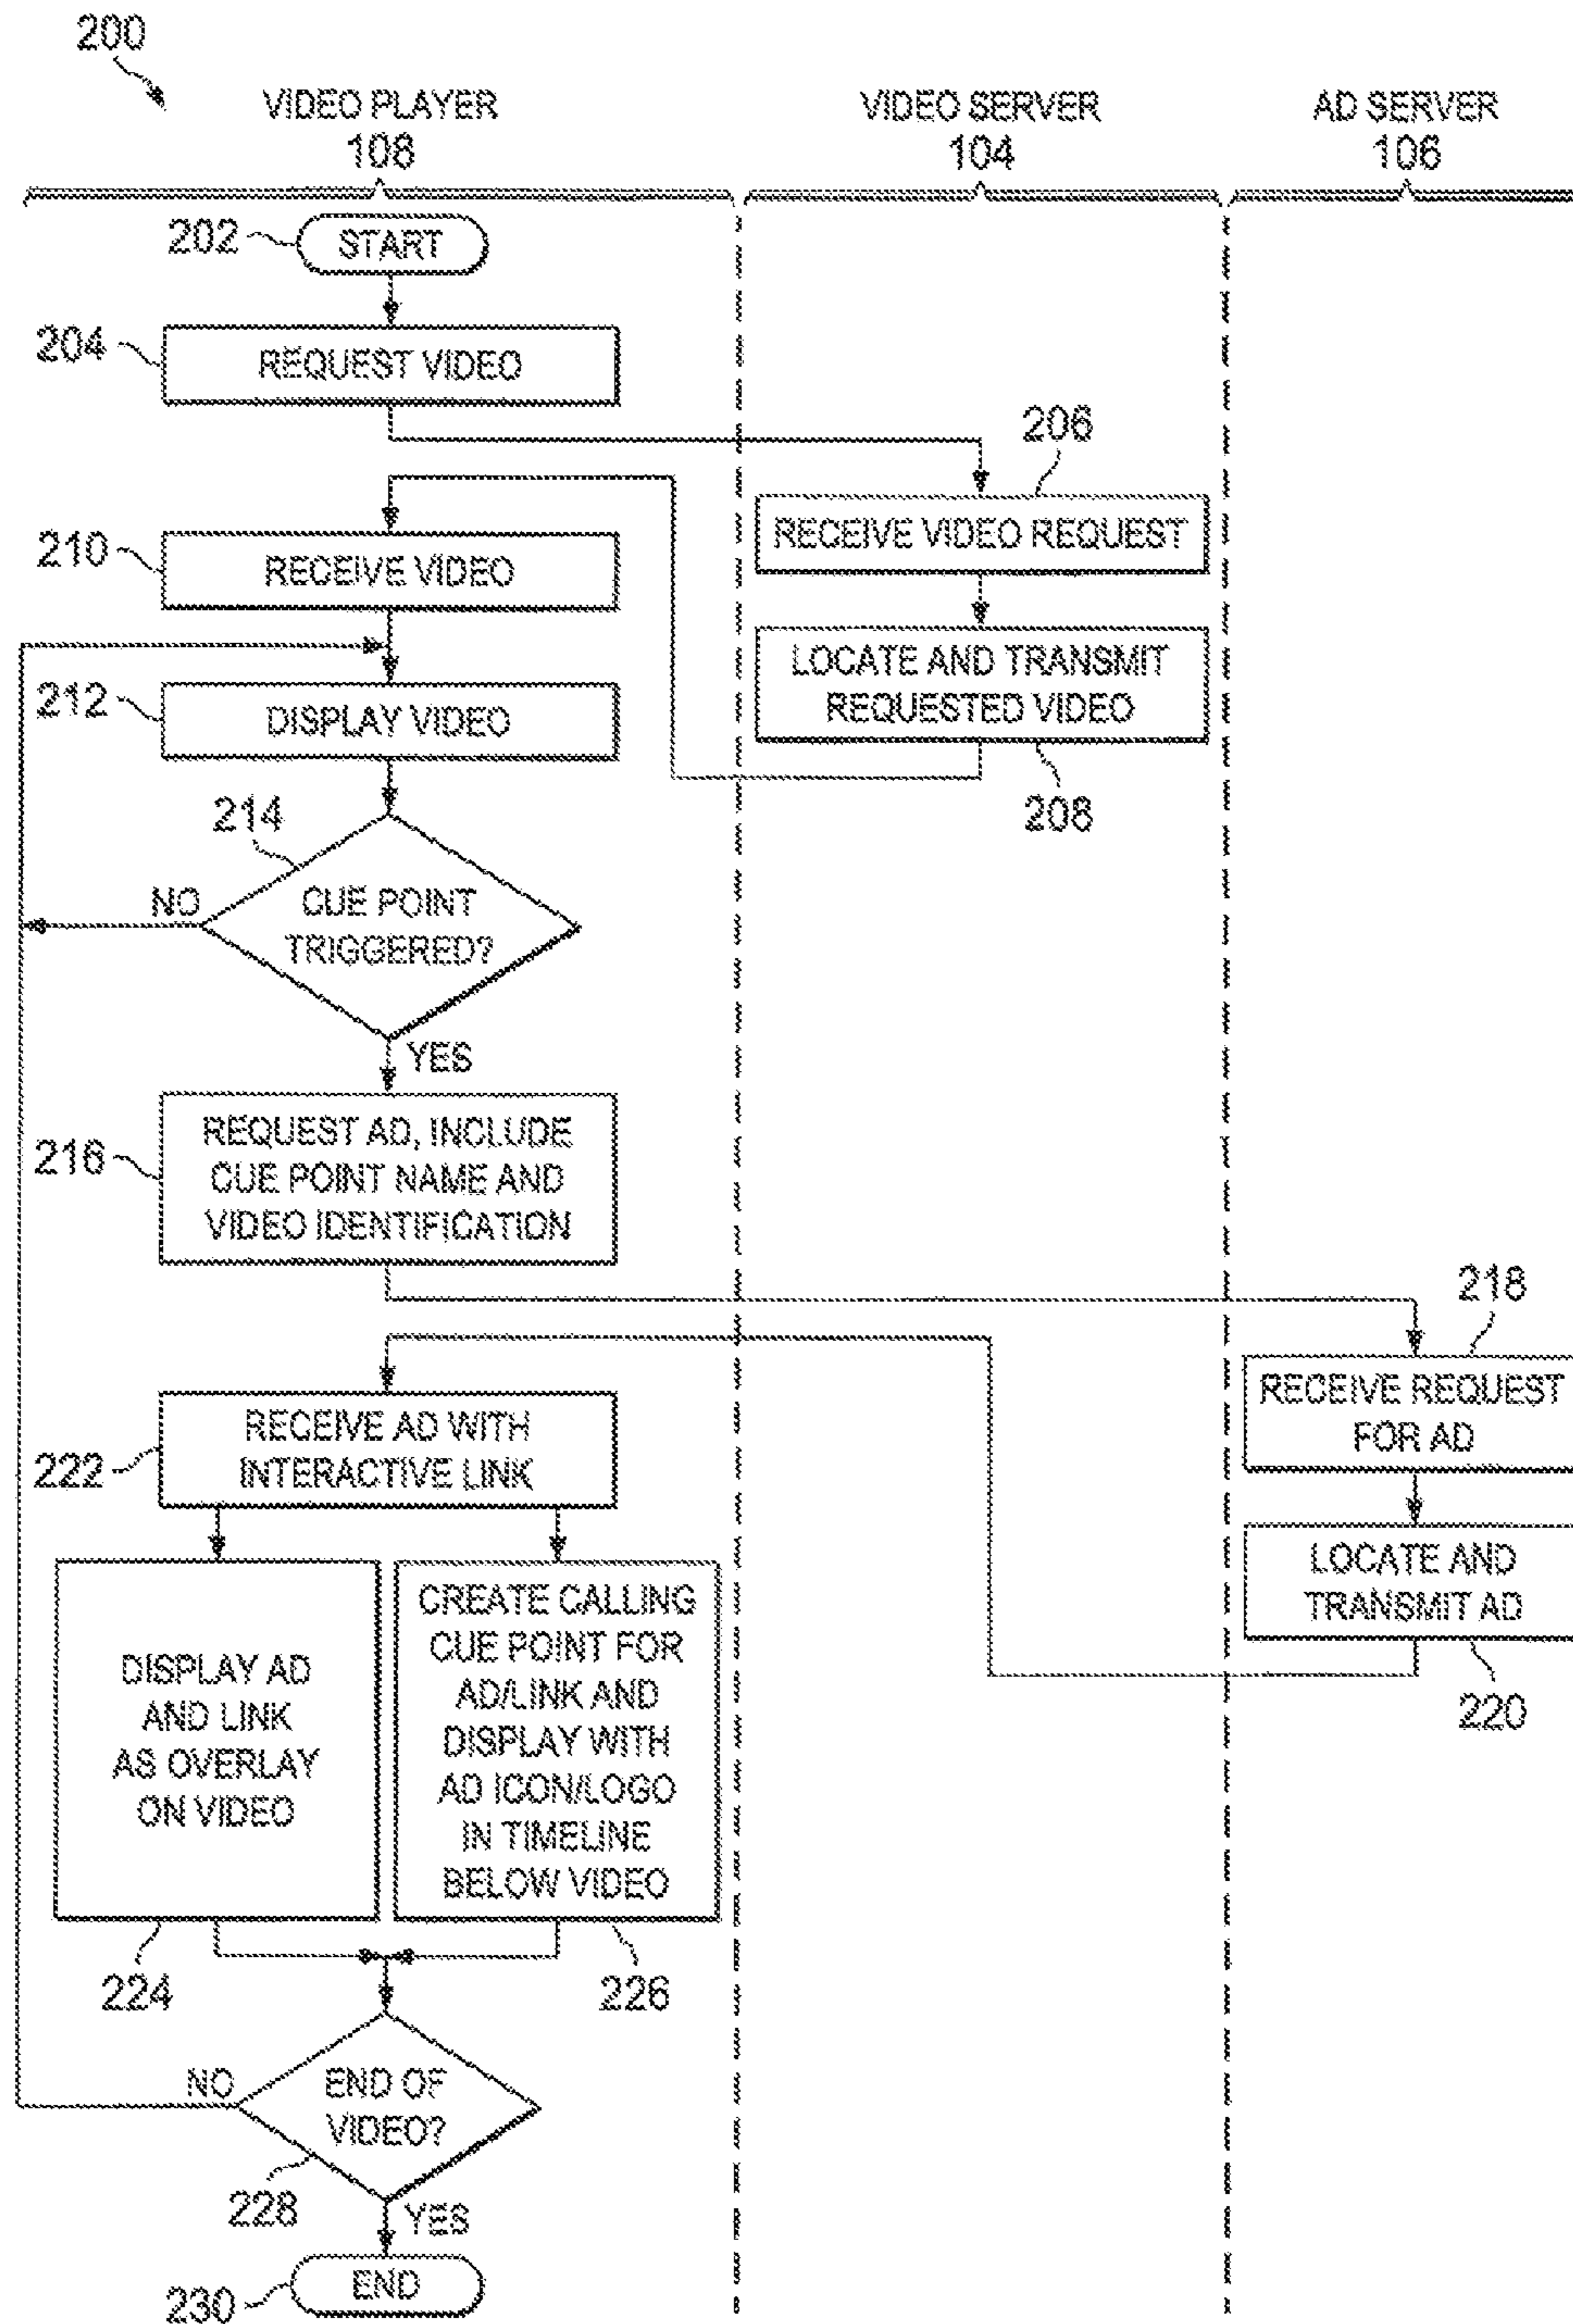 200
VIDEO PLAYER
108
VIDEO SERVER
104
AD SERVER
106
202
START
204
REQUEST VIDEO
206
RECEIVE VIDEO REQUEST
210
RECEIVE VIDEO
LOCATE AND TRANSMIT
REQUESTED VIDEO
208
212
DISPLAY VIDEO
214
NO
CUE POINT
TRIGGERED?
YES
216
REQUEST AD, INCLUDE
CUE POINT NAME AND
VIDEO IDENTIFICATION
218
RECEIVE REQUEST
FOR AD
222
RECEIVE AD WITH
INTERACTIVE LINK
LOCATE AND
TRANSMIT AD
220
DISPLAY AD
AND LINK
AS OVERLAY
ON VIDEO
224
CREATE CALLING
CUE POINT FOR
AD/LINK AND
DISPLAY WITH
AD ICON/LOGO
IN TIMELINE
BELOW VIDEO
226
NO
END OF
VIDEO?
228
YES
END
230